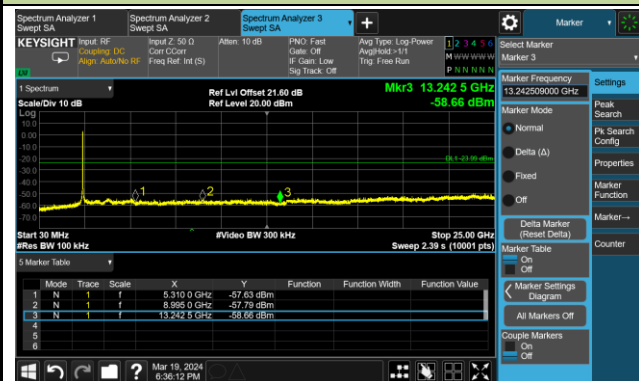 Spectrum Analyzer 1
Swept SA
Spectrum Analyzer 2
Swept SA
Spectrum Analyzer 3
Swept SA
Marker
KEYSIGHT
Input: RF
Coupling: DC
Align: Auto/No RF
Input Z: 50 Ω
Corr CCorr
Freq Ref: Int (S)
Atten: 10 dB
PNO: Fast
Gate: Off
IF Gain: Low
Sig Track: Off
Avg Type: Log-Power
Avg|Hold:>1/1
Trig: Free Run
1 2 3 4 5 6
M W W W W W
P N N N N N
LVI
Select Marker
Marker 3
1 Spectrum
Scale/Div 10 dB
Ref Lvl Offset 21.60 dB
Ref Level 20.00 dBm
Mkr3 13.242 5 GHz
-58.66 dBm
Log
10.0
0.00
-10.0
-20.0
-30.0
-40.0
-50.0
-60.0
-70.0
DL1 -23.99 dBm
1
2
3
Start 30 MHz
#Res BW 100 kHz
#Video BW 300 kHz
Stop 25.00 GHz
Sweep 2.39 s (10001 pts)
5 Marker Table
Mode Trace Scale X Y Function Function Width Function Value
1 N 1 f 5.310 0 GHz -57.63 dBm
2 N 1 f 8.995 0 GHz -57.79 dBm
3 N 1 f 13.242 5 GHz -58.66 dBm
4
5
6
Marker Frequency
13.242509000 GHz
Marker Mode
Normal
Delta (Δ)
Fixed
Off
Delta Marker
(Reset Delta)
Marker Table
On
Off
Marker Settings
Diagram
All Markers Off
Couple Markers
On
Off
Settings
Peak
Search
Pk Search
Config
Properties
Marker
Function
Marker→
Counter
Mar 19, 2024
6:36:12 PM